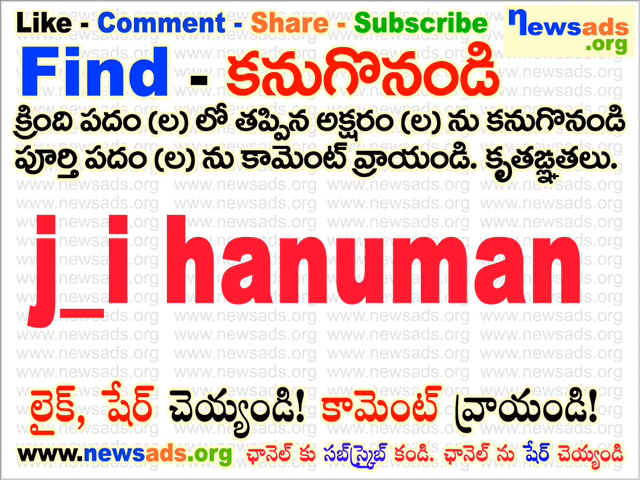 Like - Comment - Share - Subscribe
newsads
.org
Find - కనుగొనండి
క్రింది పదం (ల) లో తప్పిన అక్షరం (ల) ను కనుగొనండి
పూర్తి పదం (ల) ను కామెంట్ వ్రాయండి. కృతజ్ఞతలు.
j_i hanuman
లైక్, షేర్ చెయ్యండి! కామెంట్ వ్రాయండి!
www.newsads.org ఛానెల్ కు సబ్‌స్క్రైబ్ కండి. ఛానెల్ ను షేర్ చెయ్యండి